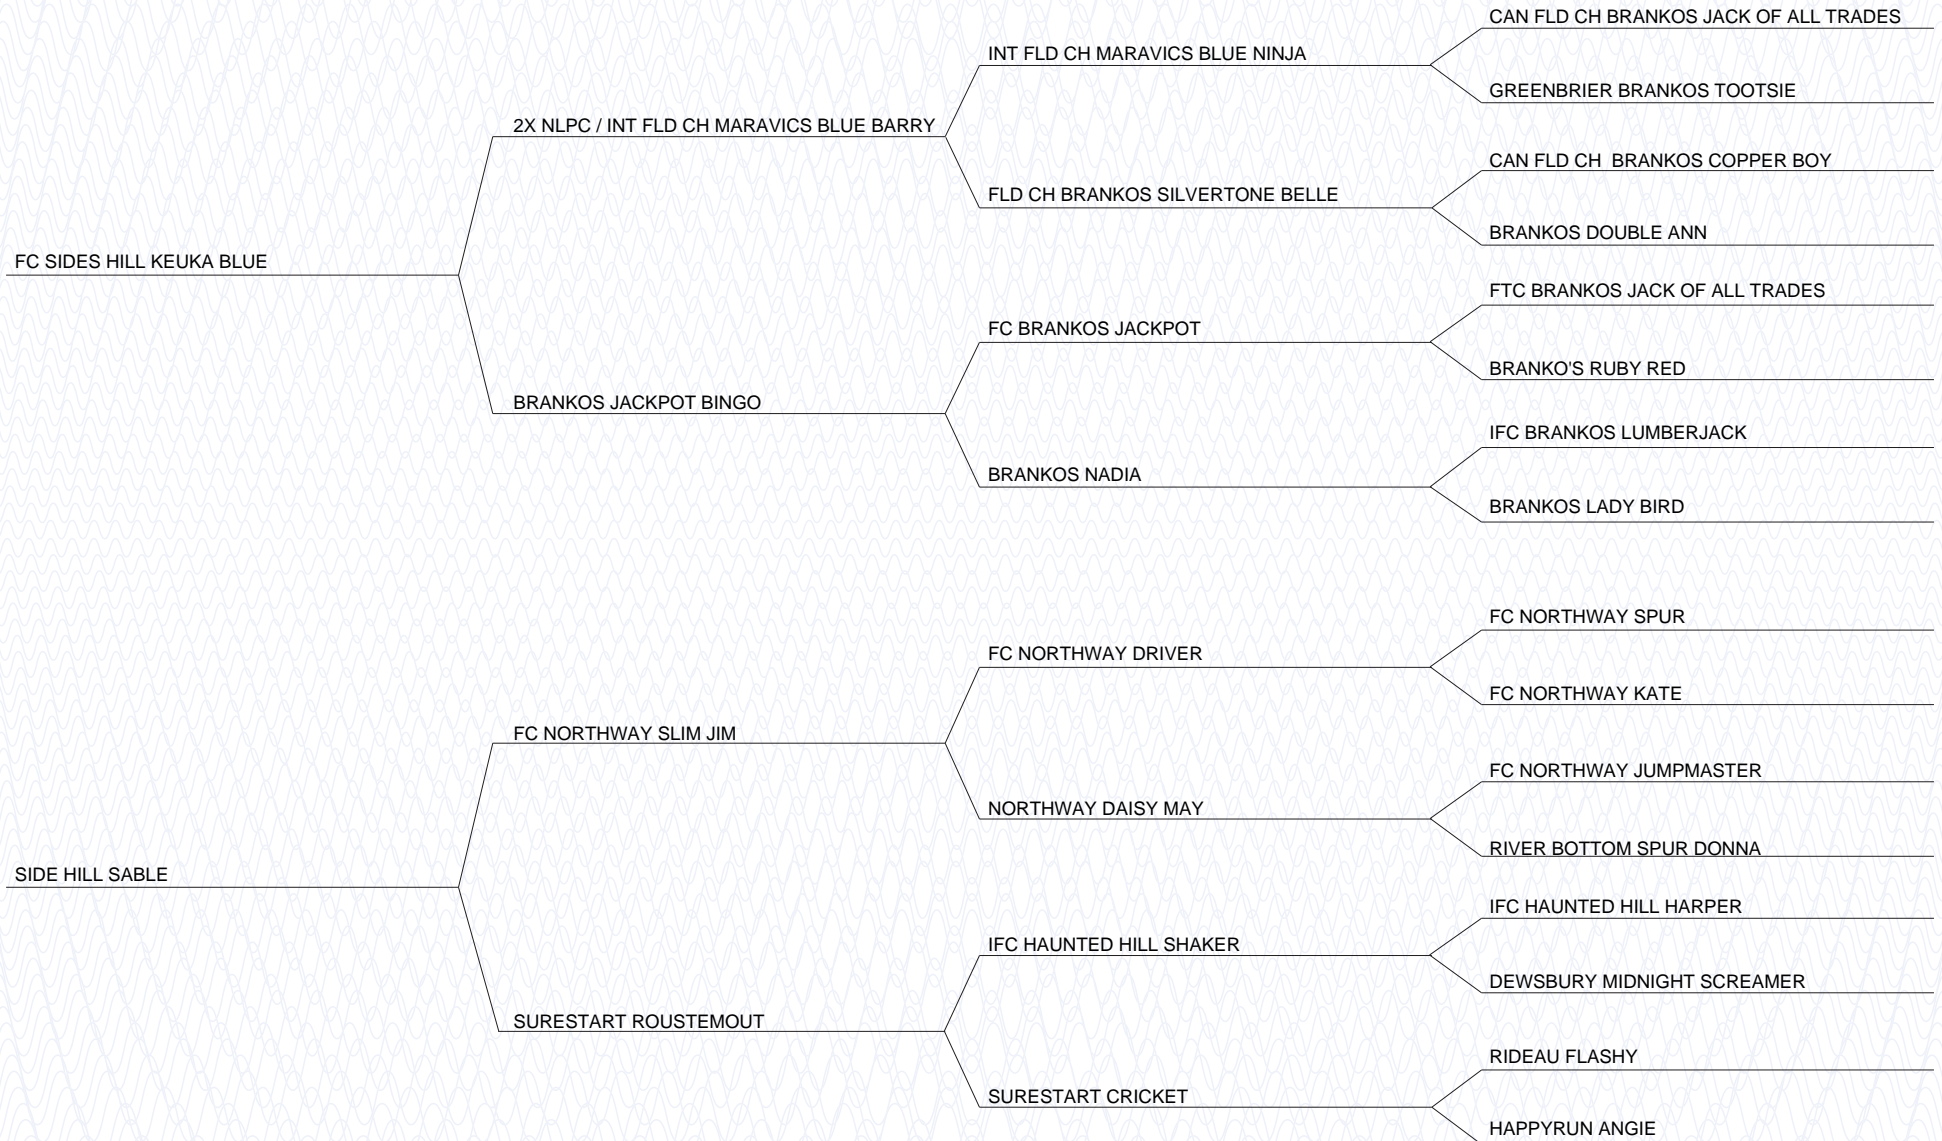 CAN FLD CH BRANKOS JACK OF ALL TRADES
INT FLD CH MARAVICS BLUE NINJA
GREENBRIER BRANKOS TOOTSIE
2X NLPC / INT FLD CH MARAVICS BLUE BARRY
CAN FLD CH  BRANKOS COPPER BOY
FLD CH BRANKOS SILVERTONE BELLE
BRANKOS DOUBLE ANN
FC SIDES HILL KEUKA BLUE
FTC BRANKOS JACK OF ALL TRADES
FC BRANKOS JACKPOT
BRANKO'S RUBY RED
BRANKOS JACKPOT BINGO
IFC BRANKOS LUMBERJACK
BRANKOS NADIA
BRANKOS LADY BIRD
FC NORTHWAY SPUR
FC NORTHWAY DRIVER
FC NORTHWAY KATE
FC NORTHWAY SLIM JIM
FC NORTHWAY JUMPMASTER
NORTHWAY DAISY MAY
RIVER BOTTOM SPUR DONNA
SIDE HILL SABLE
IFC HAUNTED HILL HARPER
IFC HAUNTED HILL SHAKER
DEWSBURY MIDNIGHT SCREAMER
SURESTART ROUSTEMOUT
RIDEAU FLASHY
SURESTART CRICKET
HAPPYRUN ANGIE